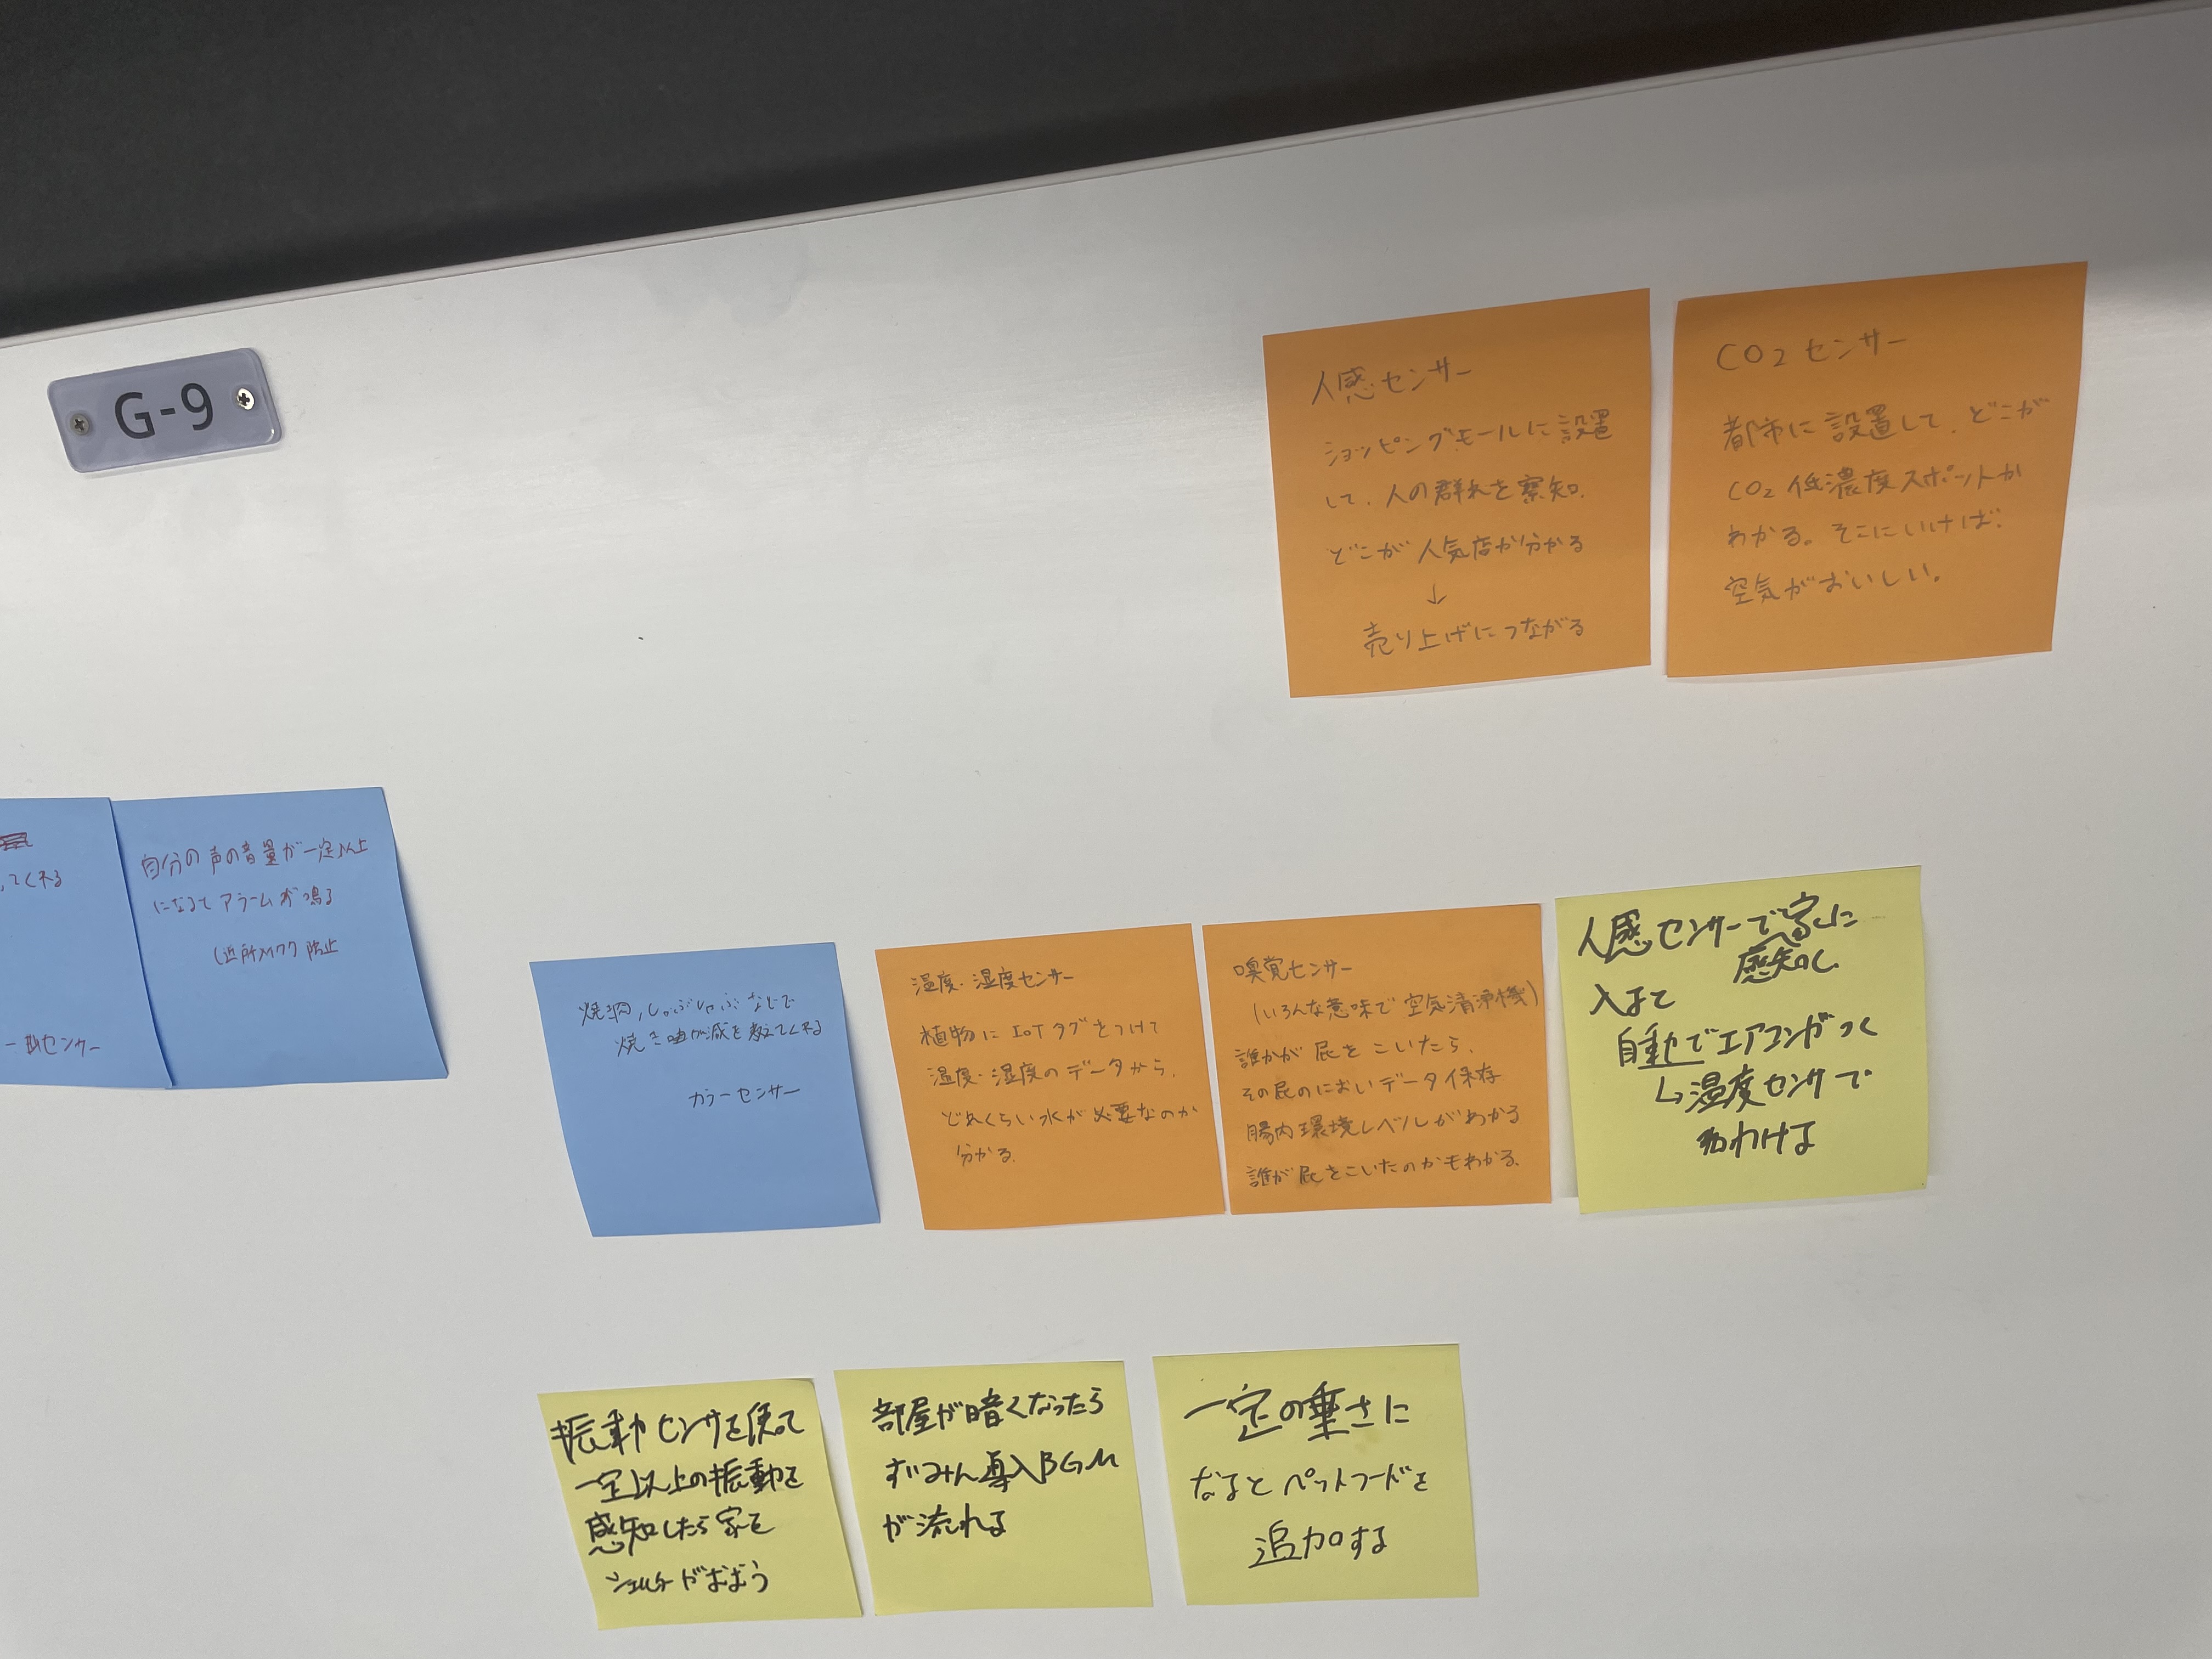 G-9
人感センサー
ショッピングモールに設置
して、人の群れを察知.
どこが人気店か分かる
↓
売り上げにつながる
CO2 センサー
都市に設置して、どこが
CO2 低濃度スポットか
わかる。そこにいけば、
空気がおいしい。
してくれる
センサー
自分の声の音量が一定以上
になるとアラームが鳴る
(近所メイワク防止
焼肉,しゃぶしゃぶなどで
焼き加減を教えてくれる
カラーセンサー
温度・湿度センサー
植物にIoTタグをつけて
温度・湿度のデータから、
どれくらい水が必要なのか
分かる.
嗅覚センサー
(いろんな意味で空気清浄機)
誰かが屁をこいたら、
その屁のにおいデータ保存
腸内環境レベルがわかる
誰が屁をこいたのかもわかる.
人感センサーで家に
感知し
入ると
自動でエアコンがつく
↳温度センサで
わける
振動センサを使って
一定以上の振動を
感知したら家を
シェルターがおおう
部屋が暗くなったら
すいみん導入BGM
が流れる
一定の重さに
なるとペットフードを
追加する